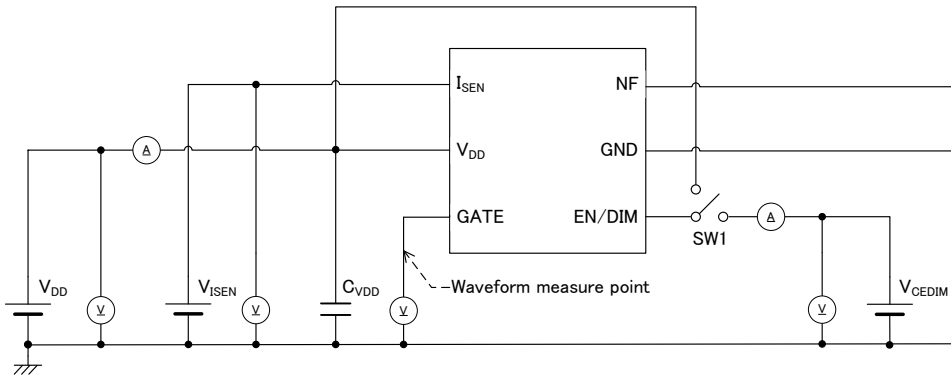 I_SEN
NF
A
V_DD
GND
GATE
EN/DIM
A
SW1
V_DD
V
V_ISEN
V
C_VDD
V
Waveform measure point
V
V_CEDIM